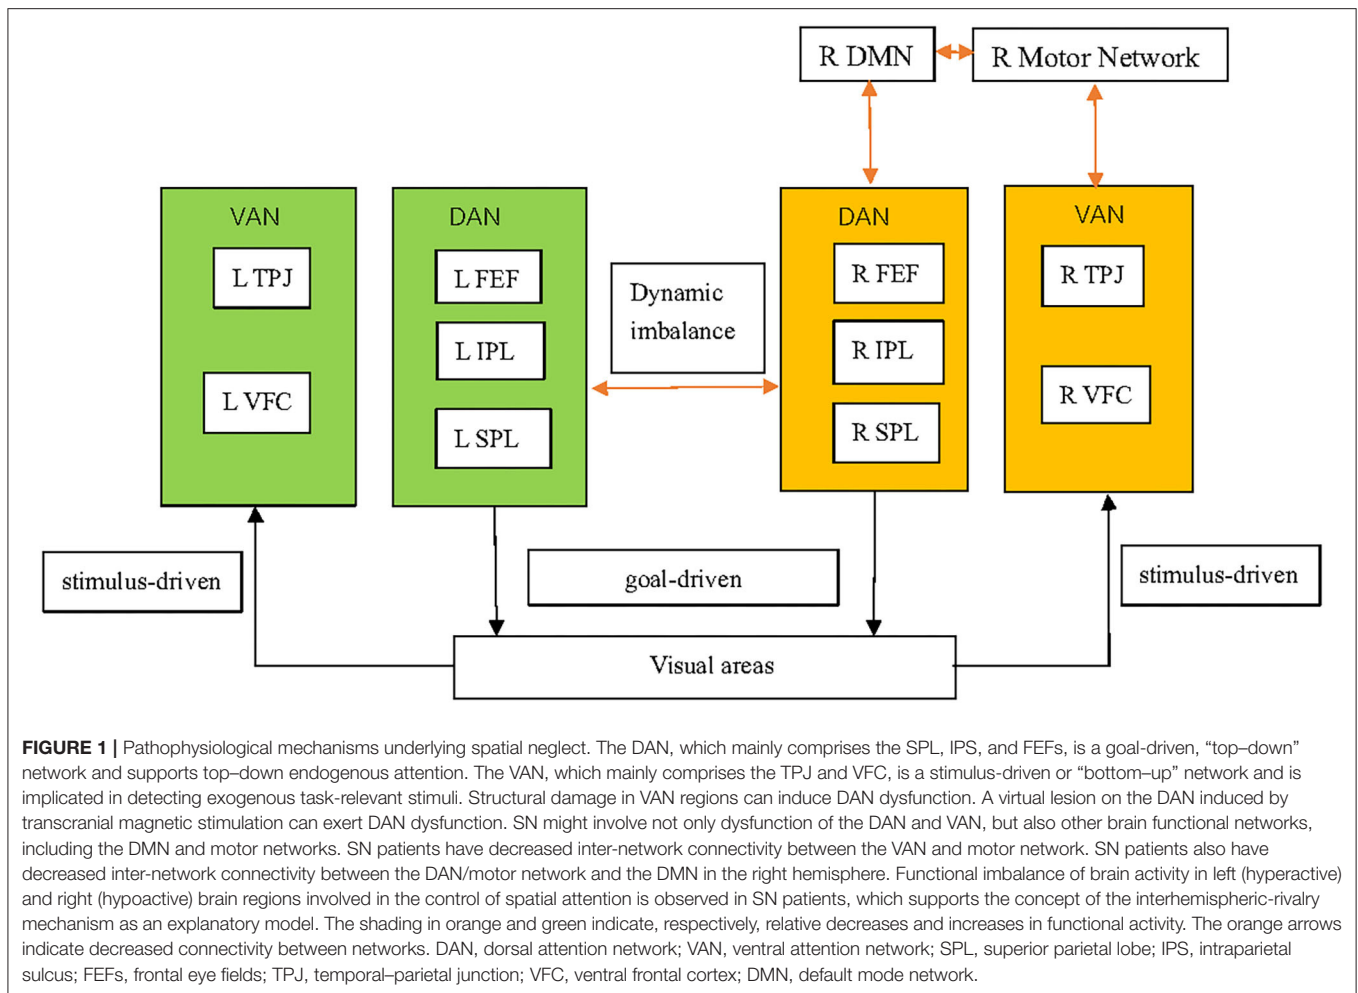 R DMN
R Motor Network
VAN
L TPJ
L VFC
DAN
L FEF
L IPL
L SPL
Dynamic
imbalance
DAN
R FEF
R IPL
R SPL
VAN
R TPJ
R VFC
stimulus-driven
goal-driven
stimulus-driven
Visual areas
FIGURE 1 | Pathophysiological mechanisms underlying spatial neglect. The DAN, which mainly comprises the SPL, IPS, and FEFs, is a goal-driven, “top–down”
network and supports top–down endogenous attention. The VAN, which mainly comprises the TPJ and VFC, is a stimulus-driven or “bottom–up” network and is
implicated in detecting exogenous task-relevant stimuli. Structural damage in VAN regions can induce DAN dysfunction. A virtual lesion on the DAN induced by
transcranial magnetic stimulation can exert DAN dysfunction. SN might involve not only dysfunction of the DAN and VAN, but also other brain functional networks,
including the DMN and motor networks. SN patients have decreased inter-network connectivity between the VAN and motor network. SN patients also have
decreased inter-network connectivity between the DAN/motor network and the DMN in the right hemisphere. Functional imbalance of brain activity in left (hyperactive)
and right (hypoactive) brain regions involved in the control of spatial attention is observed in SN patients, which supports the concept of the interhemispheric-rivalry
mechanism as an explanatory model. The shading in orange and green indicate, respectively, relative decreases and increases in functional activity. The orange arrows
indicate decreased connectivity between networks. DAN, dorsal attention network; VAN, ventral attention network; SPL, superior parietal lobe; IPS, intraparietal
sulcus; FEFs, frontal eye fields; TPJ, temporal–parietal junction; VFC, ventral frontal cortex; DMN, default mode network.